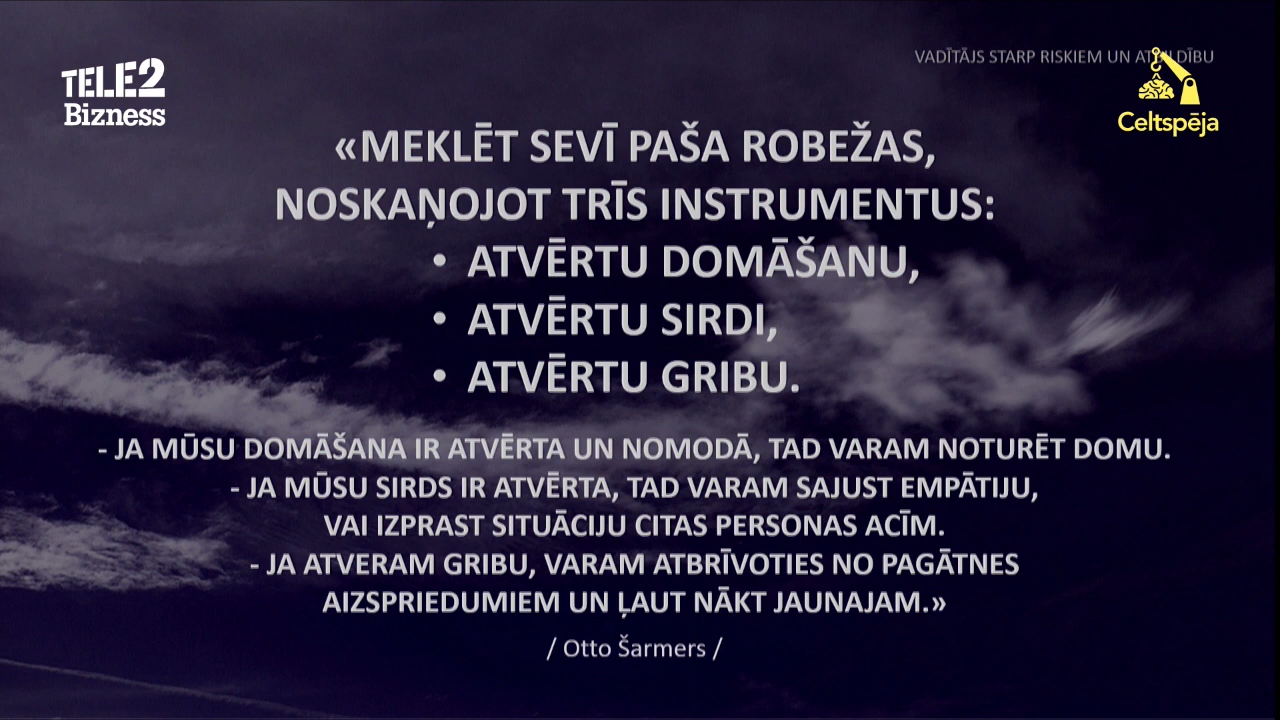 TELE2
Bizness
VADĪTĀJS STARP RISKIEM UN ATBILDĪBU
Celtspēja
«MEKLĒT SEVĪ PAŠA ROBEŽAS,
NOSKAŅOJOT TRĪS INSTRUMENTUS:
• ATVĒRTU DOMĀŠANU,
• ATVĒRTU SIRDI,
• ATVĒRTU GRIBU.
- JA MŪSU DOMĀŠANA IR ATVĒRTA UN NOMODĀ, TAD VARAM NOTURĒT DOMU.
- JA MŪSU SIRDS IR ATVĒRTA, TAD VARAM SAJUST EMPĀTIJU,
VAI IZPRAST SITUĀCIJU CITAS PERSONAS ACĪM.
- JA ATVERAM GRIBU, VARAM ATBRĪVOTIES NO PAGĀTNES
AIZSPRIEDUMIEM UN ĻAUT NĀKT JAUNAJAM.»
/ Otto Šarmers /